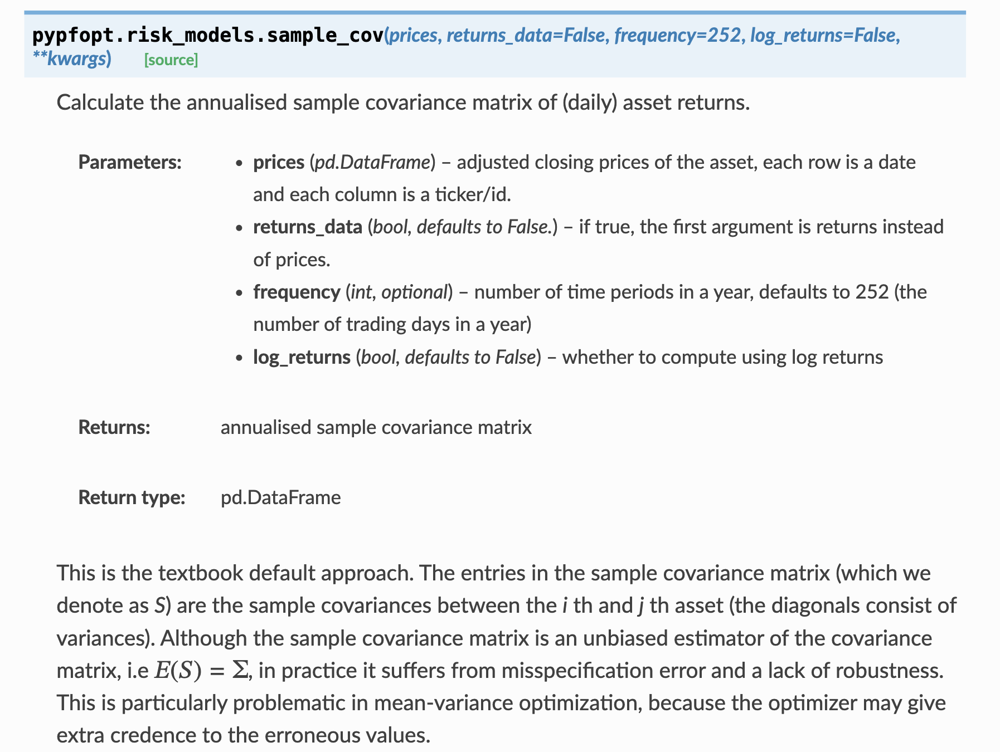 pypfopt.risk_models.sample_cov(prices, returns_data=False, frequency=252, log_returns=False,
**kwargs) [source]
Calculate the annualised sample covariance matrix of (daily) asset returns.
Parameters:
• prices (pd.DataFrame) – adjusted closing prices of the asset, each row is a date
and each column is a ticker/id.
• returns_data (bool, defaults to False.) – if true, the first argument is returns instead
of prices.
• frequency (int, optional) – number of time periods in a year, defaults to 252 (the
number of trading days in a year)
• log_returns (bool, defaults to False) – whether to compute using log returns
Returns: annualised sample covariance matrix
Return type: pd.DataFrame
This is the textbook default approach. The entries in the sample covariance matrix (which we
denote as S) are the sample covariances between the i th and j th asset (the diagonals consist of
variances). Although the sample covariance matrix is an unbiased estimator of the covariance
matrix, i.e E(S) = Σ, in practice it suffers from misspecification error and a lack of robustness.
This is particularly problematic in mean-variance optimization, because the optimizer may give
extra credence to the erroneous values.